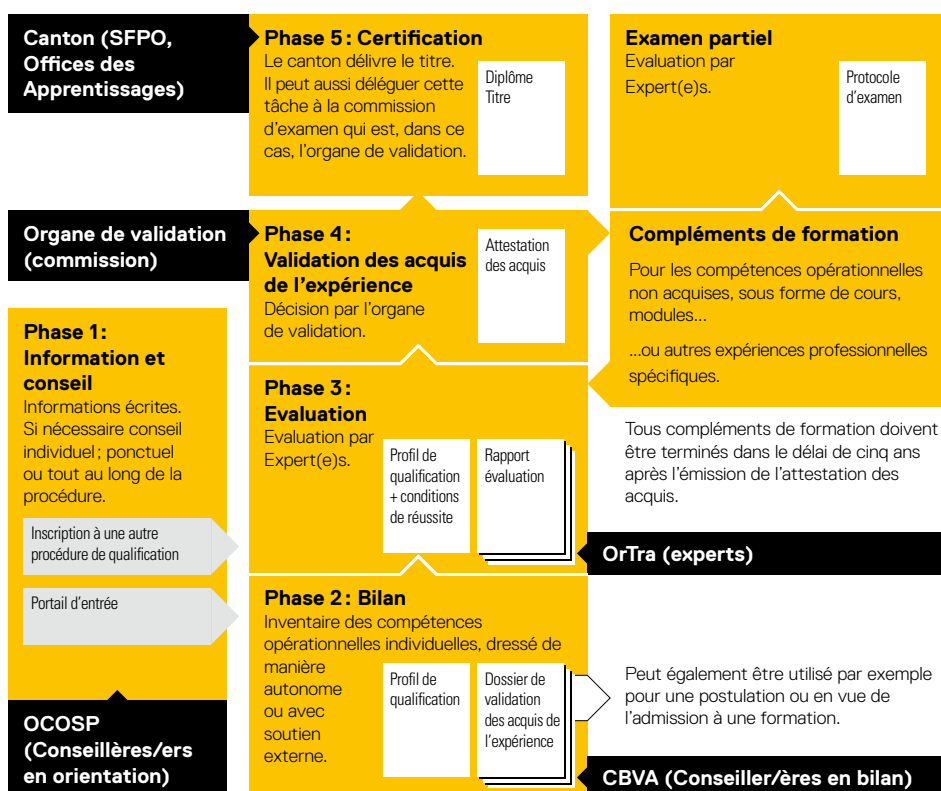 Canton (SFPO,
Offices des
Apprentissages)
Phase 5 : Certification
Le canton délivre le titre.
Il peut aussi déléguer cette
tâche à la commission
d'examen qui est, dans ce
cas, l'organe de validation.
Diplôme
Titre
Examen partiel
Evaluation par
Expert(e)s.
Protocole
d'examen
Organe de validation
(commission)
Phase 4 :
Validation des acquis
de l'expérience
Décision par l'organe
de validation.
Attestation
des acquis
Compléments de formation
Pour les compétences opérationnelles
non acquises, sous forme de cours,
modules...
...ou autres expériences professionnelles
spécifiques.
Phase 1 :
Information et
conseil
Informations écrites.
Si nécessaire conseil
individuel ; ponctuel
ou tout au long de la
procédure.
Inscription à une autre
procédure de qualification
Portail d'entrée
OCOSP
(Conseillères/ers
en orientation)
Phase 3 :
Evaluation
Evaluation par
Expert(e)s.
Profil de
qualification
+ conditions
de réussite
Rapport
évaluation
Tous compléments de formation doivent
être terminés dans le délai de cinq ans
après l'émission de l'attestation des
acquis.
OrTra (experts)
Phase 2 : Bilan
Inventaire des compétences
opérationnelles individuelles, dressé de
manière
autonome
ou avec
soutien
externe.
Profil de
qualification
Dossier de
validation
des acquis de
l'expérience
Peut également être utilisé par exemple
pour une postulation ou en vue de
l'admission à une formation.
CBVA (Conseiller/ères en bilan)